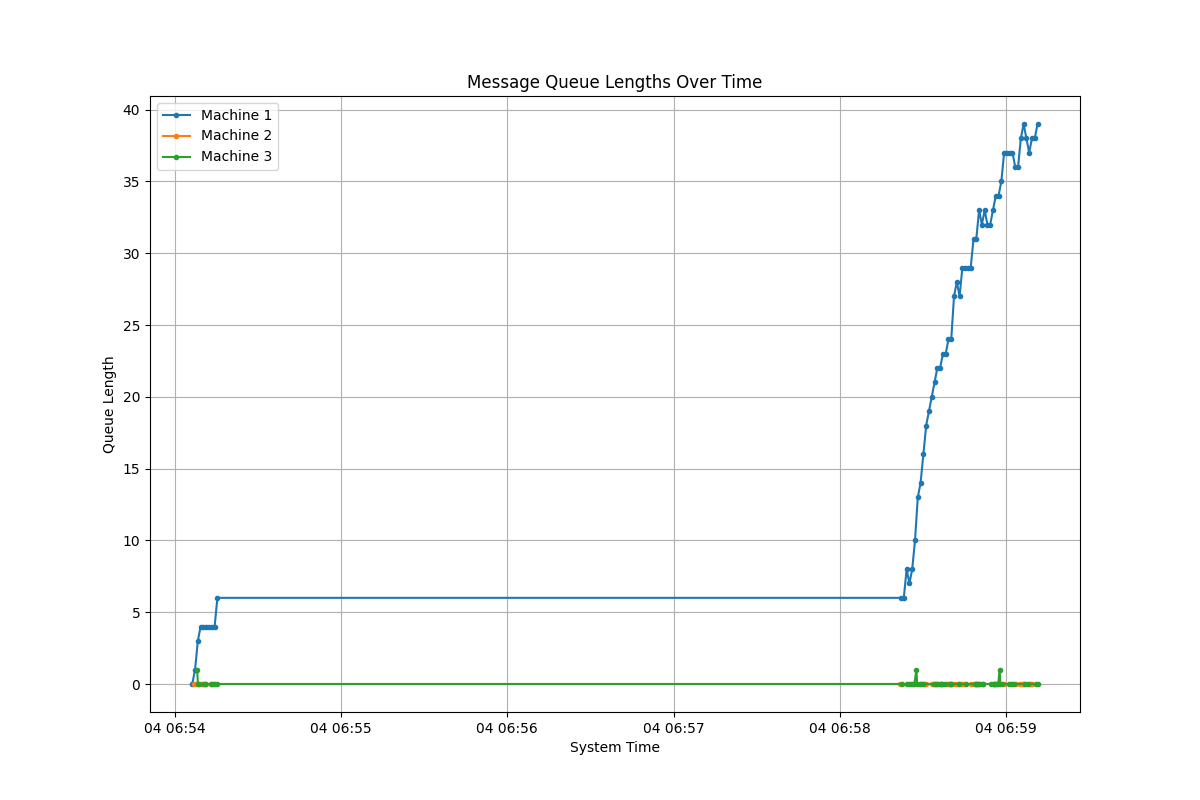 Message Queue Lengths Over Time
40
35
30
25
20
15
10
5
0
Queue Length
Machine 1
Machine 2
Machine 3
04 06:54 04 06:55 04 06:56 04 06:57 04 06:58 04 06:59
System Time